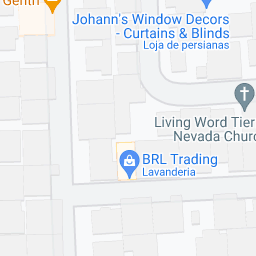 Johann's Window Decors
- Curtains & Blinds
Loja de persianas
Living Word Tier
Nevada Churc
BRL Trading
Lavanderia